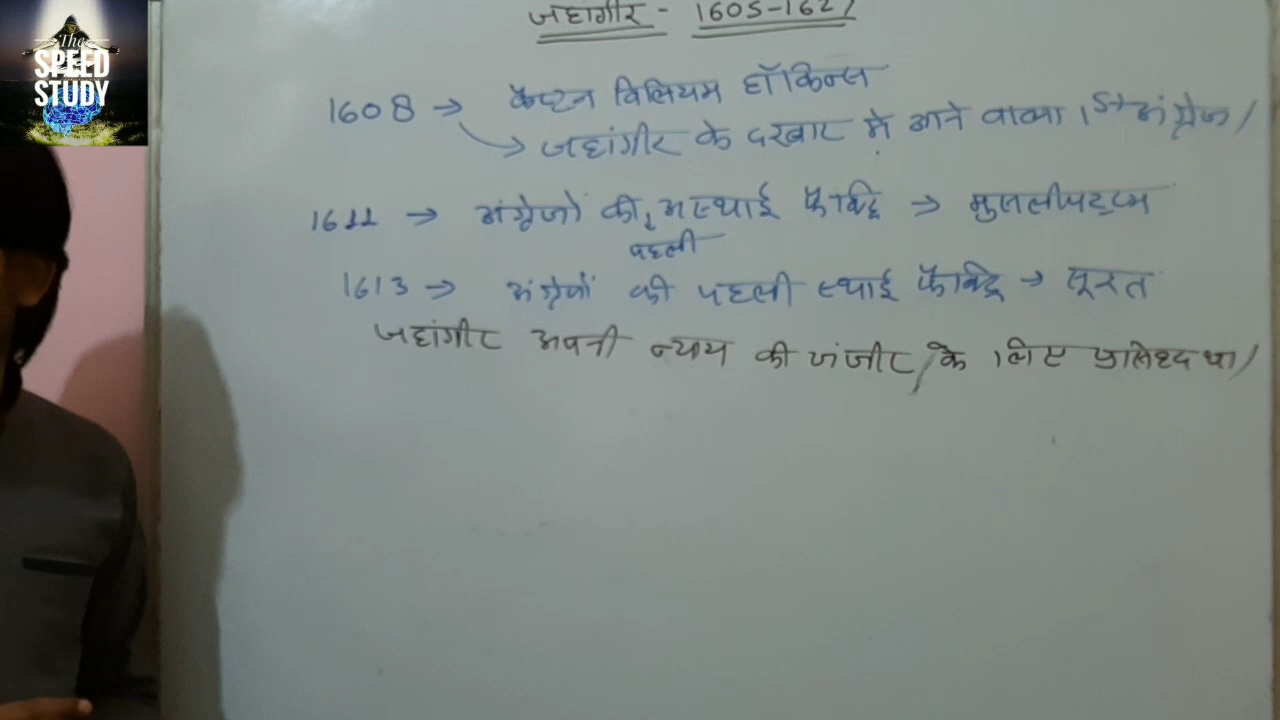 The
SPEED
STUDY
जहांगीर - 1605-1627
1608 → कैप्टन विलियम हॉकिन्स
→ जहांगीर के दरबार में आने वाला 1st अंग्रेज /
1611 → अंग्रेजों की, अस्थाई फैक्ट्रि → मुसलीपट्टम
पहली
1613 → अंग्रेजों की पहली स्थाई फैक्ट्रि → सूरत
जहांगीर अपनी न्याय की जंजीर / के लिए प्रसिध्द था /